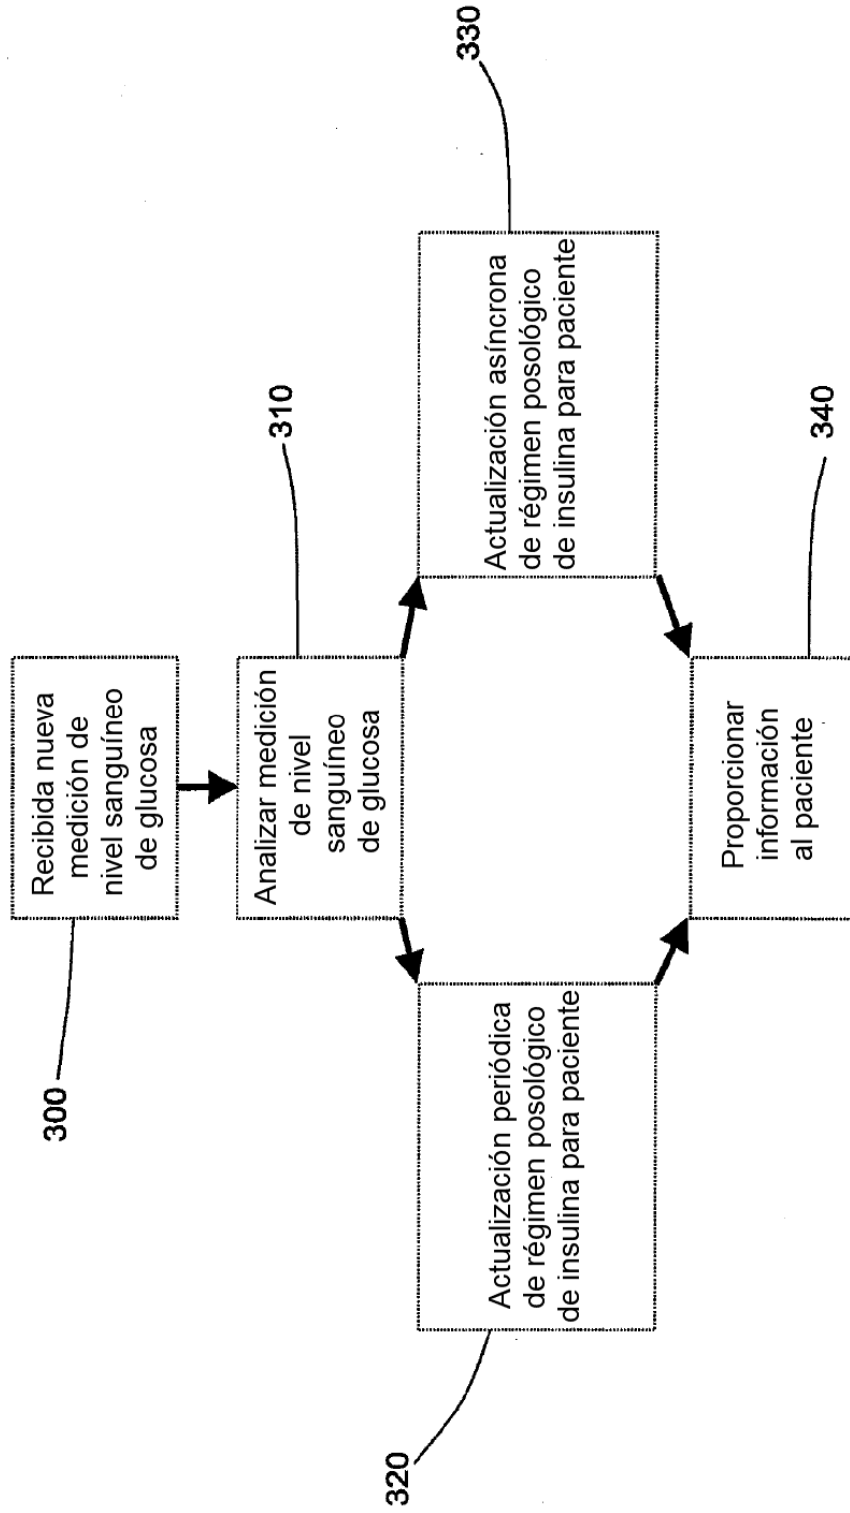 Recibida nueva
medición de
nivel sanguíneo
de glucosa
300
Analizar medición
de nivel
sanguíneo
de glucosa
310
Actualización periódica
de régimen posológico
de insulina para paciente
320
Actualización asíncrona
de régimen posológico
de insulina para paciente
330
Proporcionar
información
al paciente
340